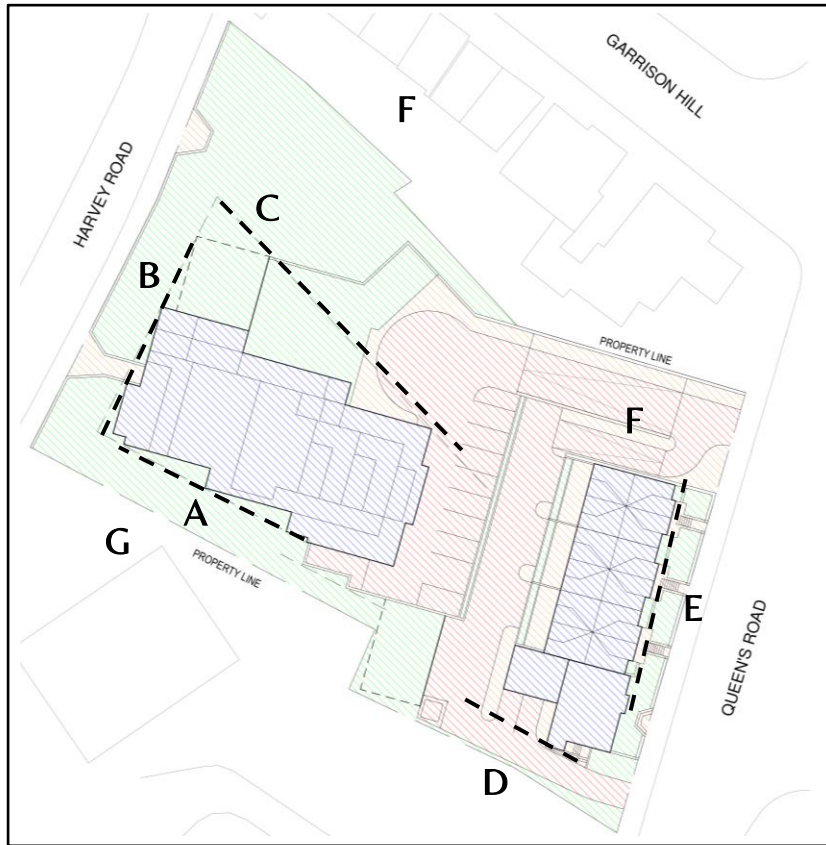 GARRISON HILL
F
HARVEY ROAD
C
B
PROPERTY LINE
F
A
G
PROPERTY LINE
E
QUEEN'S ROAD
D